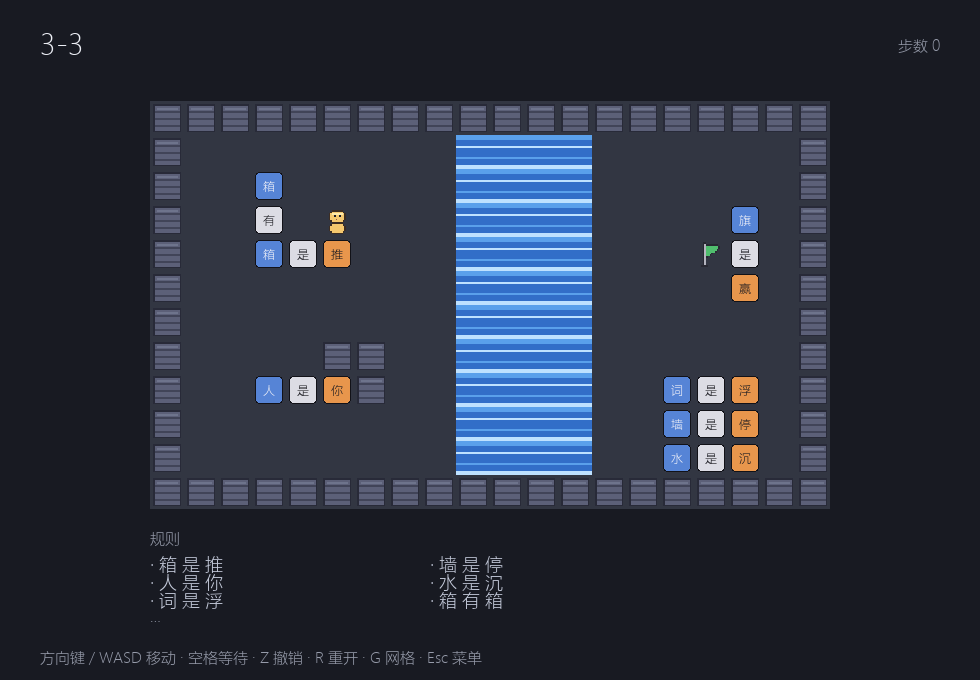 3-3
步数 0
箱
有 旗
箱 是 推 是
赢
人 是 你 词 是 浮
墙 是 停
水 是 沉
规则
· 箱 是 推 · 墙 是 停
· 人 是 你 · 水 是 沉
· 词 是 浮 · 箱 有 箱
...
方向键 / WASD 移动 · 空格等待 · Z 撤销 · R 重开 · G 网格 · Esc 菜单